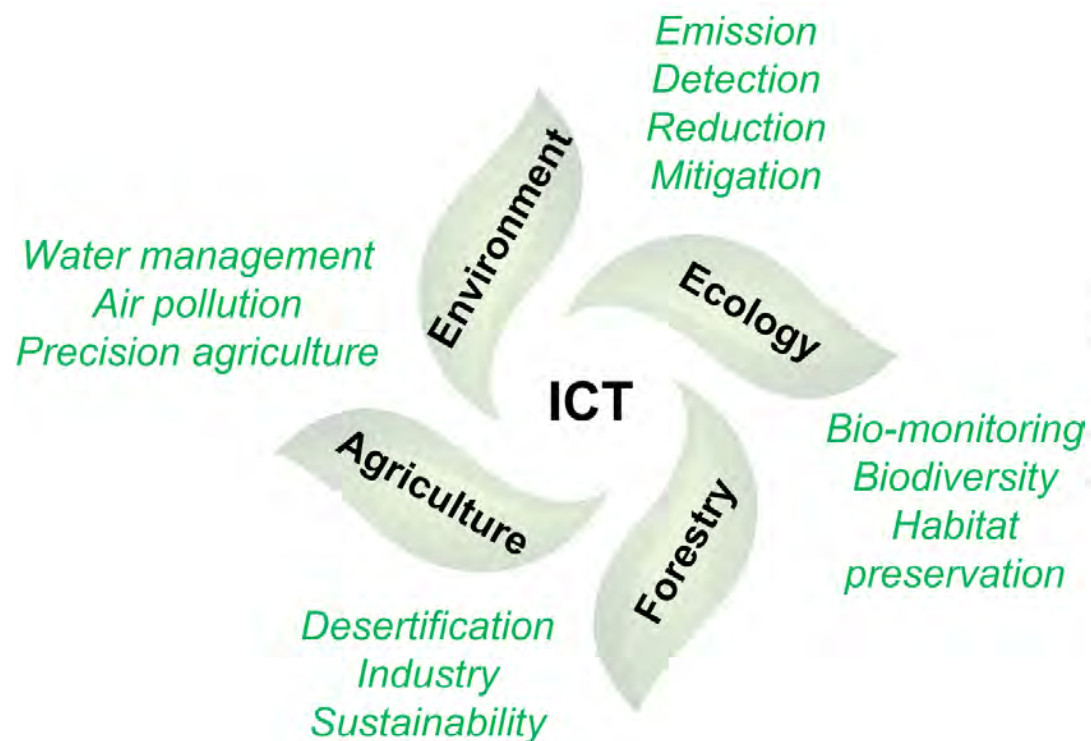 Emission
Detection
Reduction
Mitigation
Environment
Water management
Air pollution
Precision agriculture
Ecology
ICT
Agriculture
Forestry
Bio-monitoring
Biodiversity
Habitat
preservation
Desertification
Industry
Sustainability